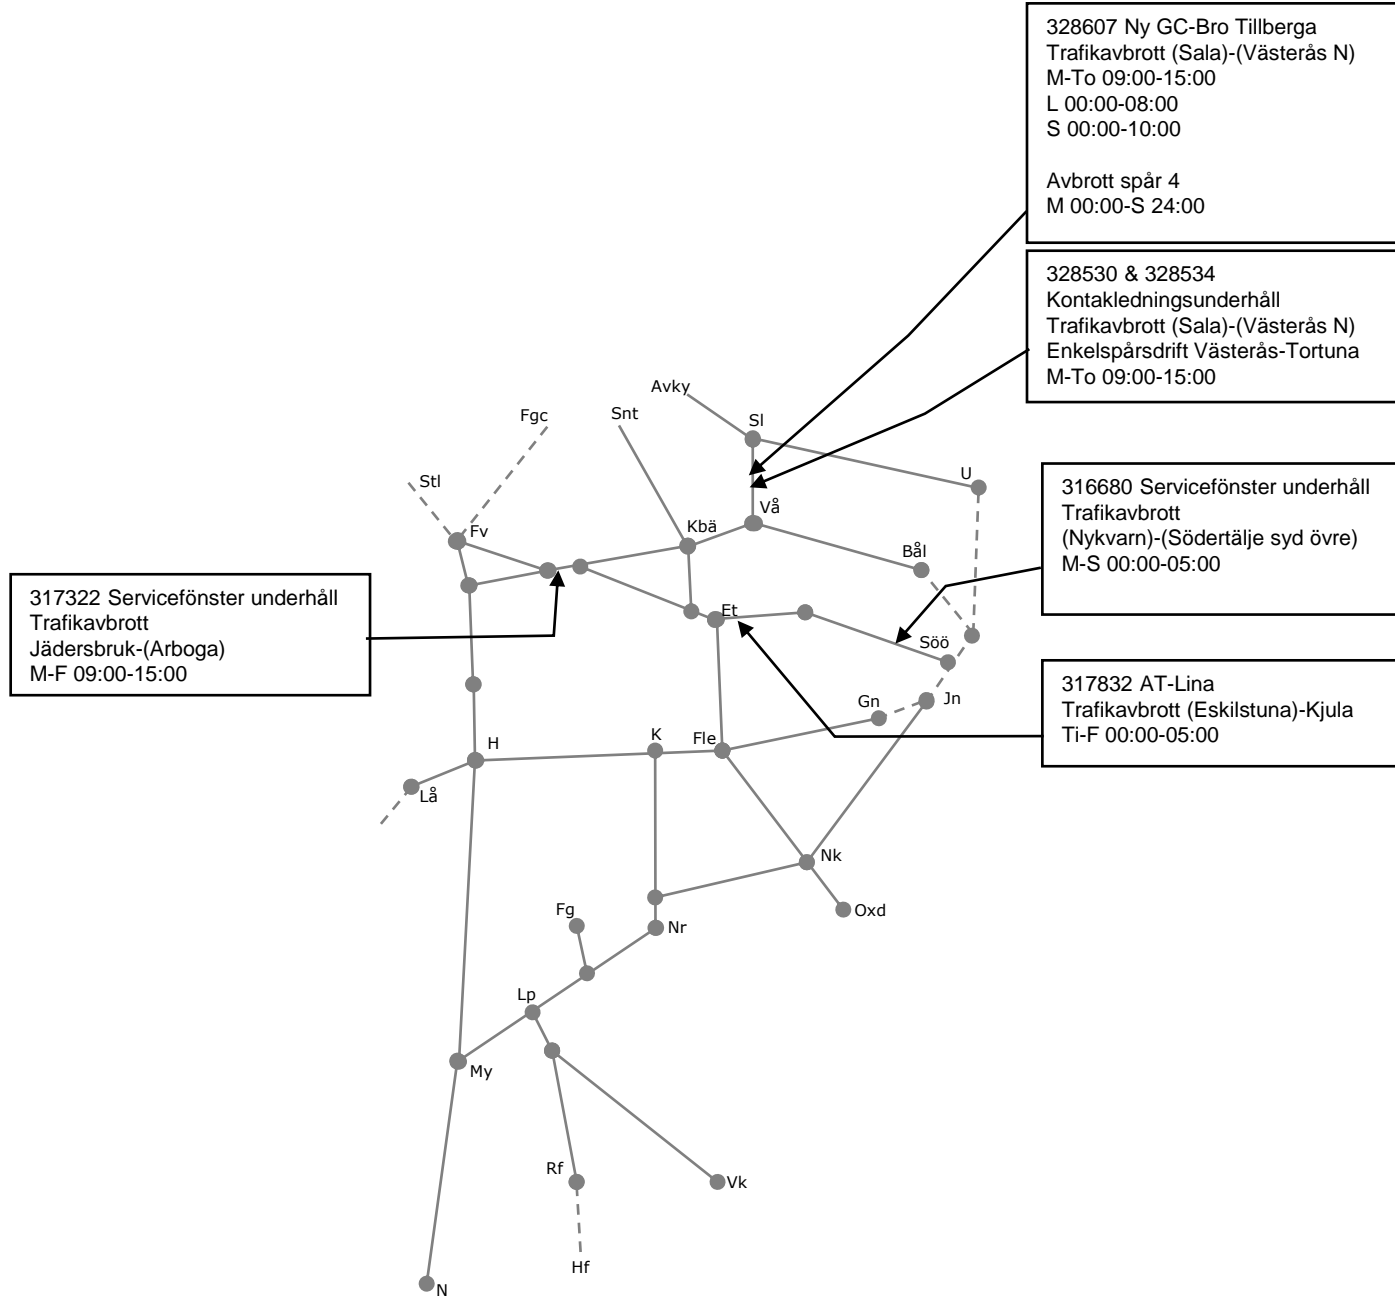 328607 Ny GC-Bro Tillberga
Trafikavbrott (Sala)-(Västerås N)
M-To 09:00-15:00
L 00:00-08:00
S 00:00-10:00
Avbrott spår 4
M 00:00-S 24:00
328530 & 328534
Kontakledningsunderhåll
Trafikavbrott (Sala)-(Västerås N)
Enkelspårsdrift Västerås-Tortuna
M-To 09:00-15:00
316680 Servicefönster underhåll
Trafikavbrott
(Nykvarn)-(Södertälje syd övre)
M-S 00:00-05:00
317832 AT-Lina
Trafikavbrott (Eskilstuna)-Kjula
Ti-F 00:00-05:00
317322 Servicefönster underhåll
Trafikavbrott
Jädersbruk-(Arboga)
M-F 09:00-15:00
Avky
Fgc
Snt
Sl
Stl
U
Fv
Kbä
Vå
Bål
Et
Söö
Gn
Jn
H
K
Fle
Lå
Nk
Fg
Nr
Oxd
Lp
My
Rf
Vk
Hf
N